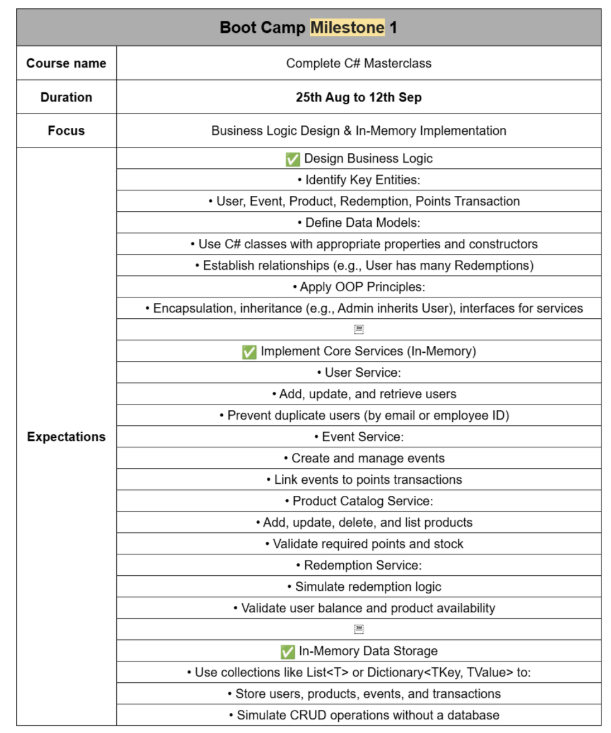 Boot Camp Milestone 1
Course name
Complete C# Masterclass
Duration
25th Aug to 12th Sep
Focus
Business Logic Design & In-Memory Implementation
Expectations
✅ Design Business Logic
• Identify Key Entities:
• User, Event, Product, Redemption, Points Transaction
• Define Data Models:
• Use C# classes with appropriate properties and constructors
• Establish relationships (e.g., User has many Redemptions)
• Apply OOP Principles:
• Encapsulation, inheritance (e.g., Admin inherits User), interfaces for services
✅ Implement Core Services (In-Memory)
• User Service:
• Add, update, and retrieve users
• Prevent duplicate users (by email or employee ID)
• Event Service:
• Create and manage events
• Link events to points transactions
• Product Catalog Service:
• Add, update, delete, and list products
• Validate required points and stock
• Redemption Service:
• Simulate redemption logic
• Validate user balance and product availability
✅ In-Memory Data Storage
• Use collections like List<T> or Dictionary<TKey, TValue> to:
• Store users, products, events, and transactions
• Simulate CRUD operations without a database